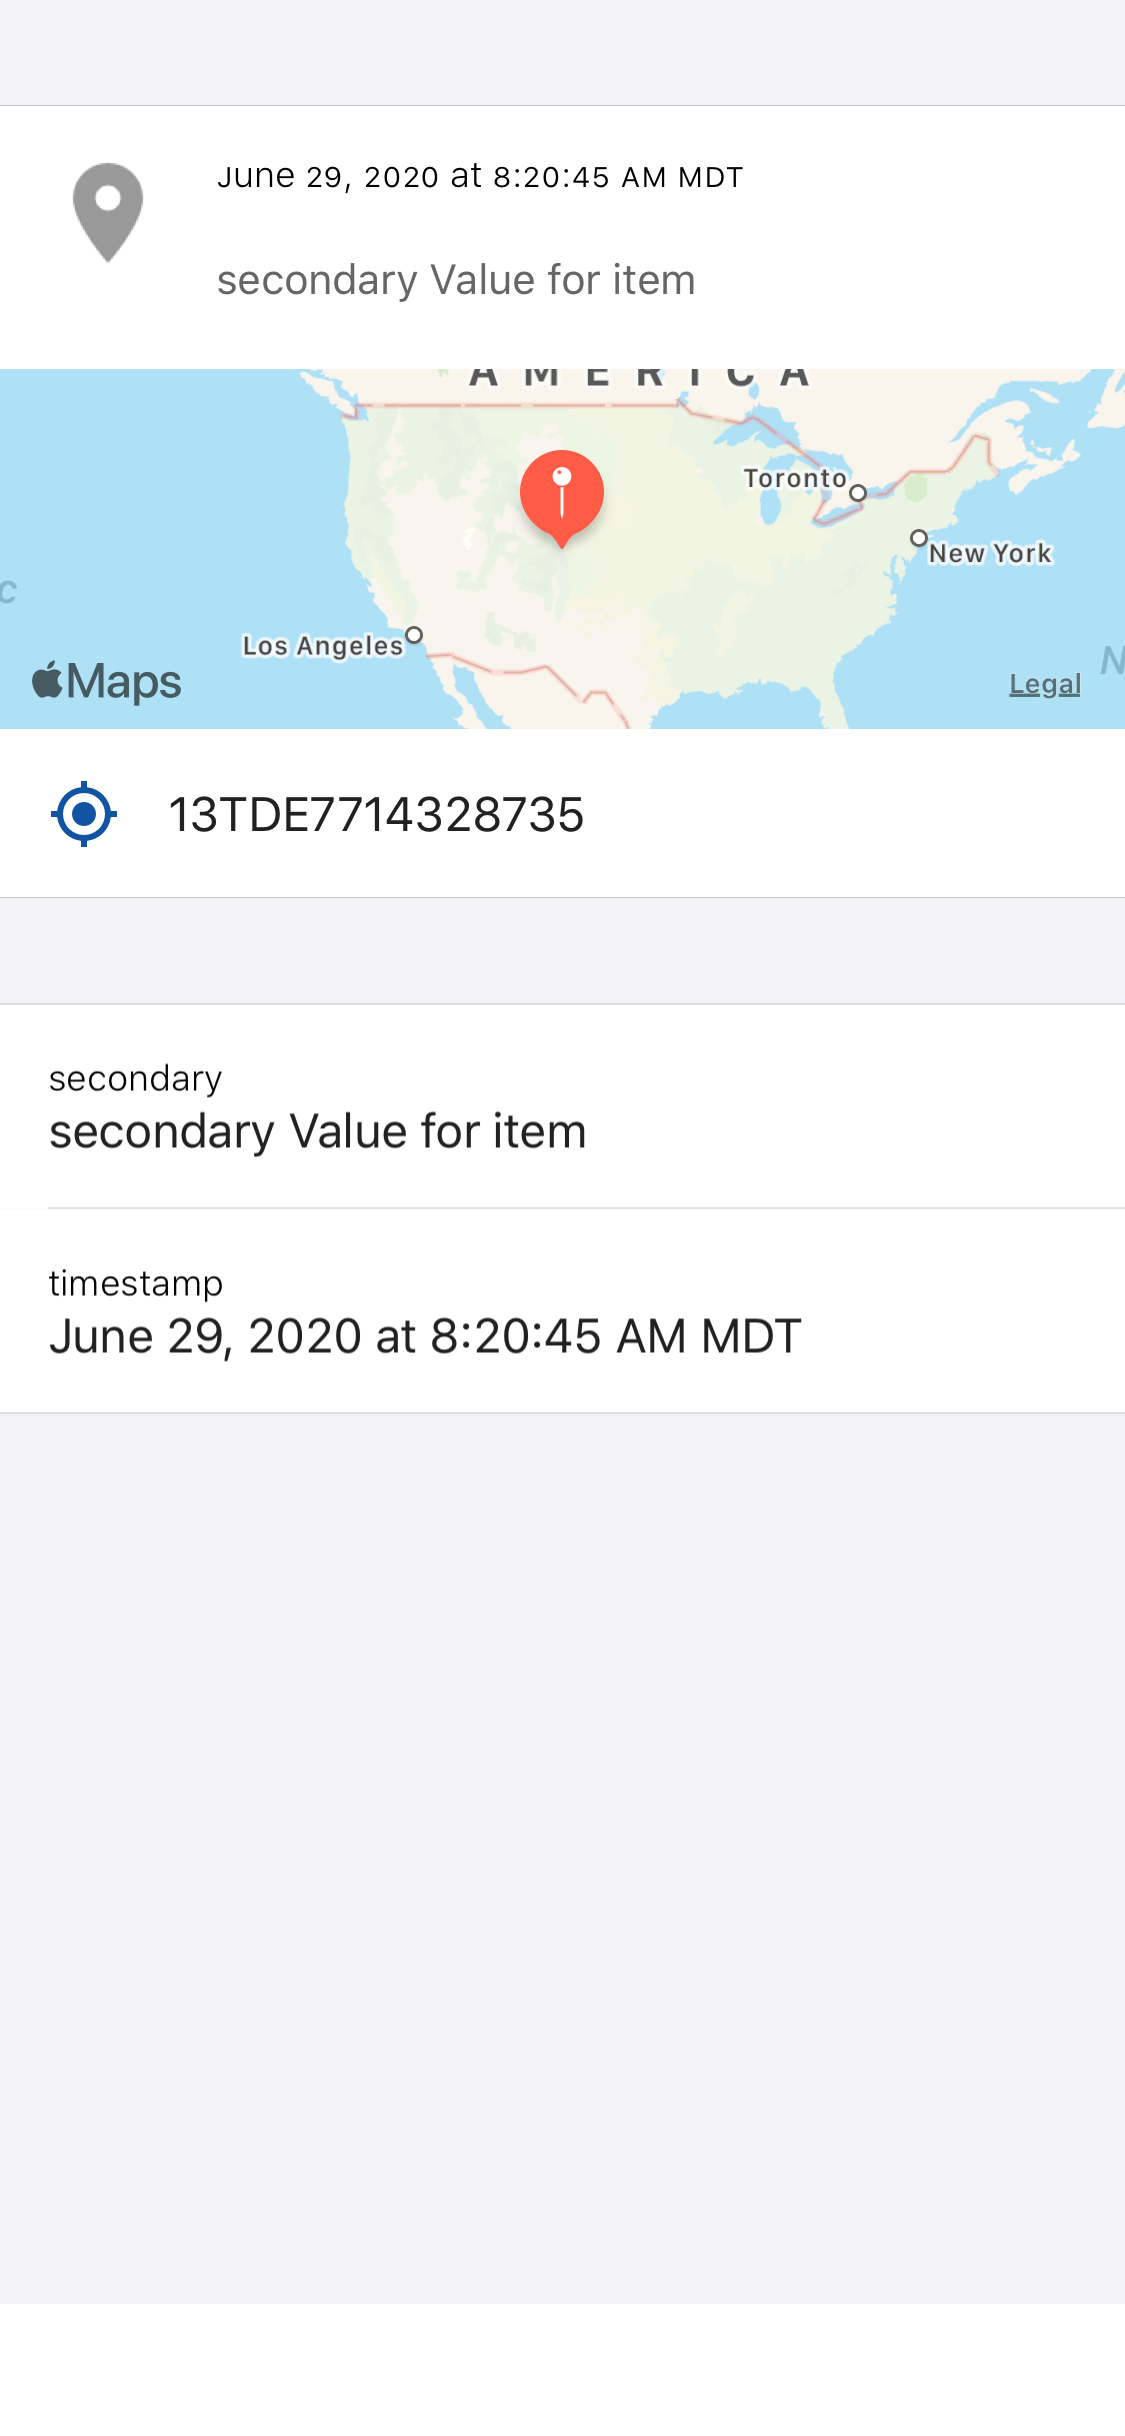 June 29, 2020 at 8:20:45 AM MDT
secondary Value for item
AMERICA
Toronto
New York
c
Los Angeles
Maps
Legal
N
13TDE7714328735
secondary
secondary Value for item
timestamp
June 29, 2020 at 8:20:45 AM MDT